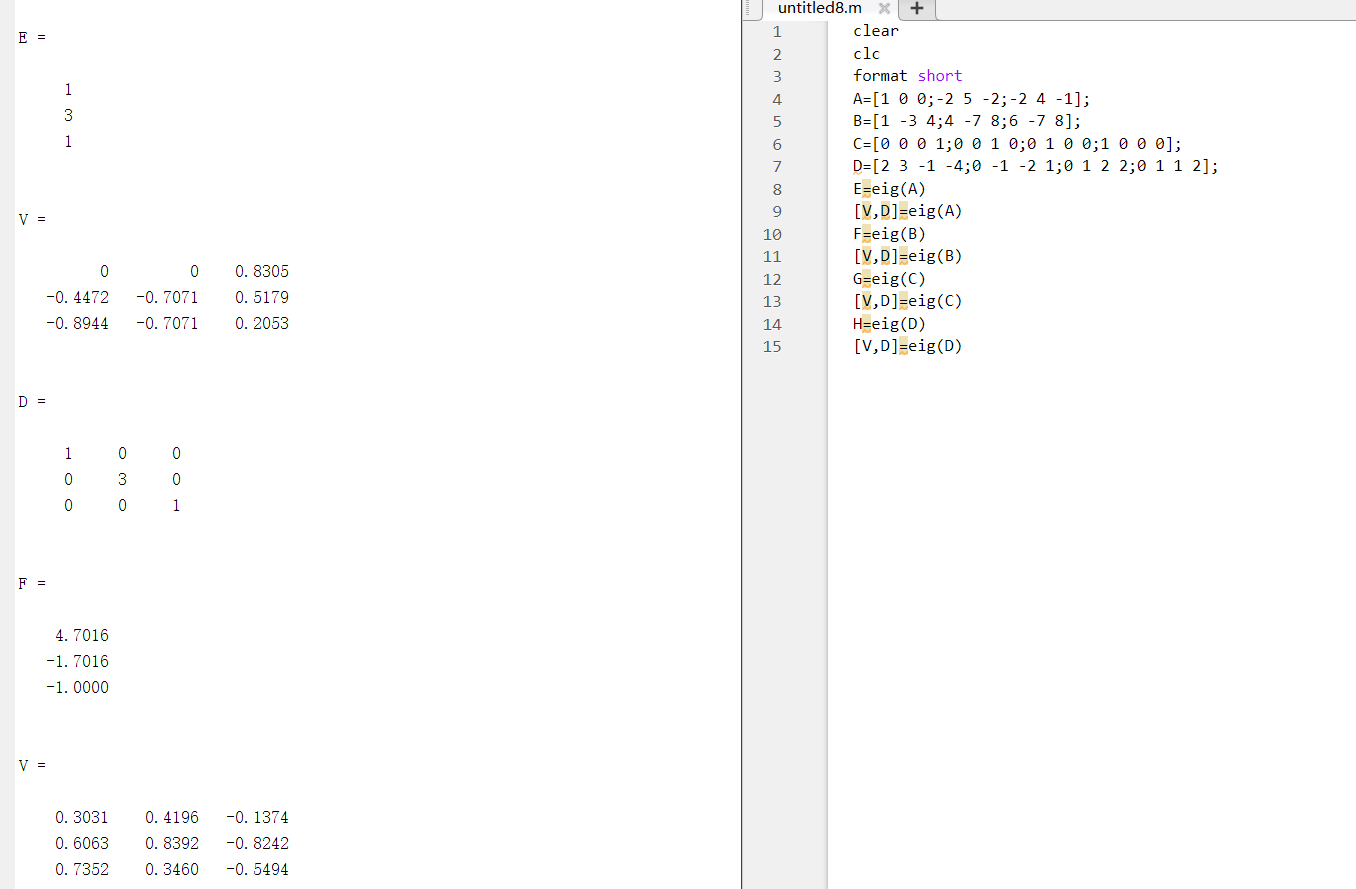 E =
1
3
1
V =
0 0 0.8305
-0.4472 -0.7071 0.5179
-0.8944 -0.7071 0.2053
D =
1 0 0
0 3 0
0 0 1
F =
4.7016
-1.7016
-1.0000
V =
0.3031 0.4196 -0.1374
0.6063 0.8392 -0.8242
0.7352 0.3460 -0.5494
untitled8.m × +
1 clear
2 clc
3 format short
4 A=[1 0 0;-2 5 -2;-2 4 -1];
5 B=[1 -3 4;4 -7 8;6 -7 8];
6 C=[0 0 0 1;0 0 1 0;0 1 0 0;1 0 0 0];
7 D=[2 3 -1 -4;0 -1 -2 1;0 1 2 2;0 1 1 2];
8 E=eig(A)
9 [V,D]=eig(A)
10 F=eig(B)
11 [V,D]=eig(B)
12 G=eig(C)
13 [V,D]=eig(C)
14 H=eig(D)
15 [V,D]=eig(D)